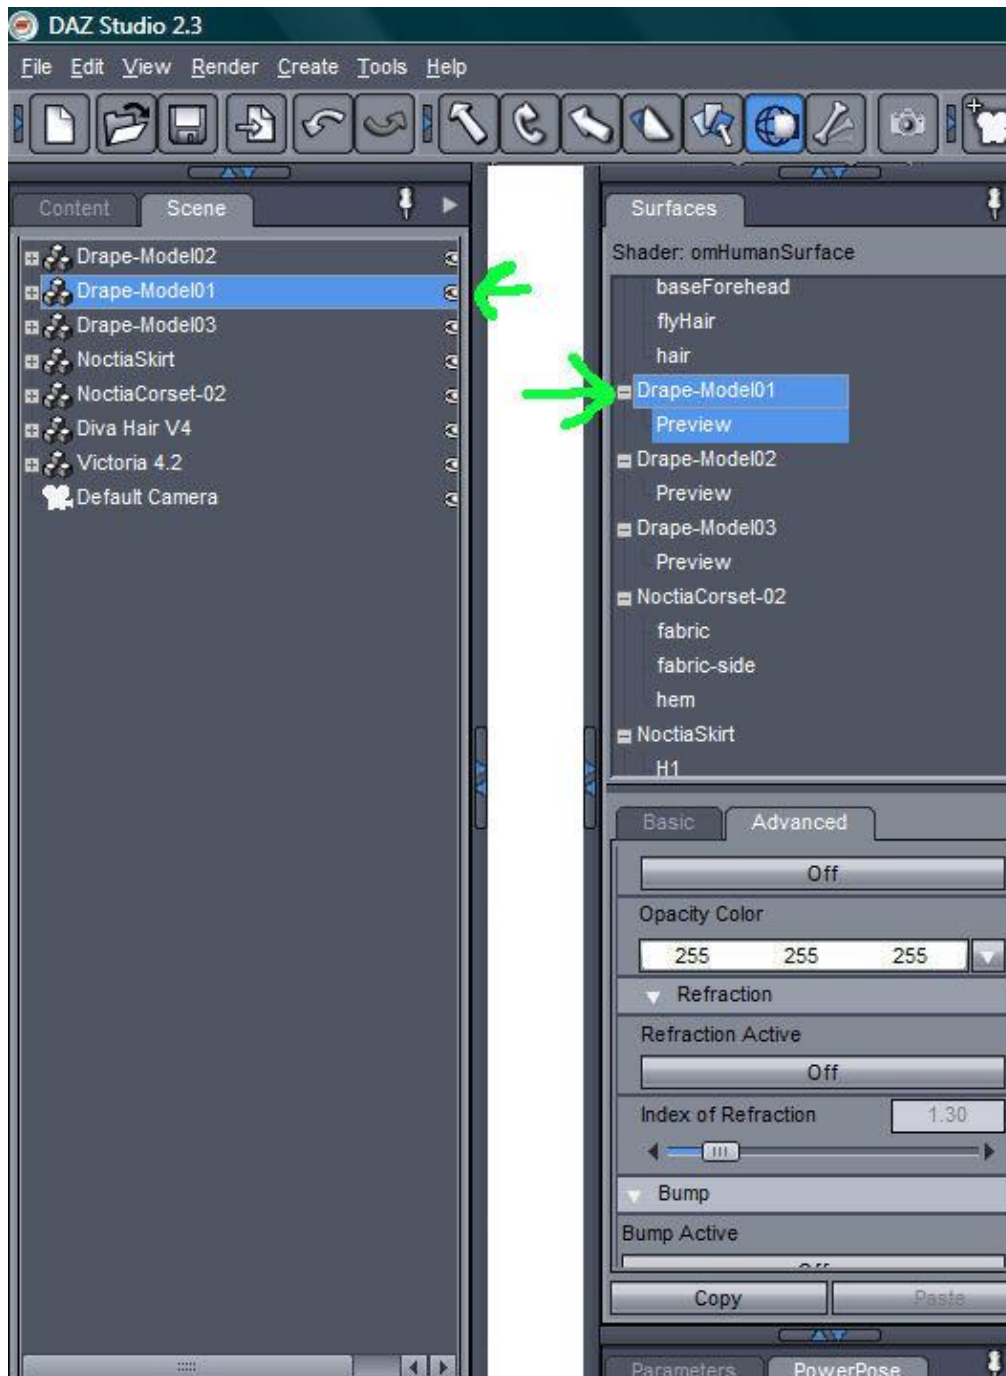 DAZ Studio 2.3
File Edit View Render Create Tools Help
Content Scene
Drape-Model02
Drape-Model01
Drape-Model03
NoctiaSkirt
NoctiaCorset-02
Diva Hair V4
Victoria 4.2
Default Camera
Surfaces
Shader: omHumanSurface
baseForehead
flyHair
hair
Drape-Model01
Preview
Drape-Model02
Preview
Drape-Model03
Preview
NoctiaCorset-02
fabric
fabric-side
hem
NoctiaSkirt
H1
Basic Advanced
Off
Opacity Color
255 255 255
Refraction
Refraction Active
Off
Index of Refraction 1.30
Bump
Bump Active
Off
Copy Paste
Parameters PowerPose